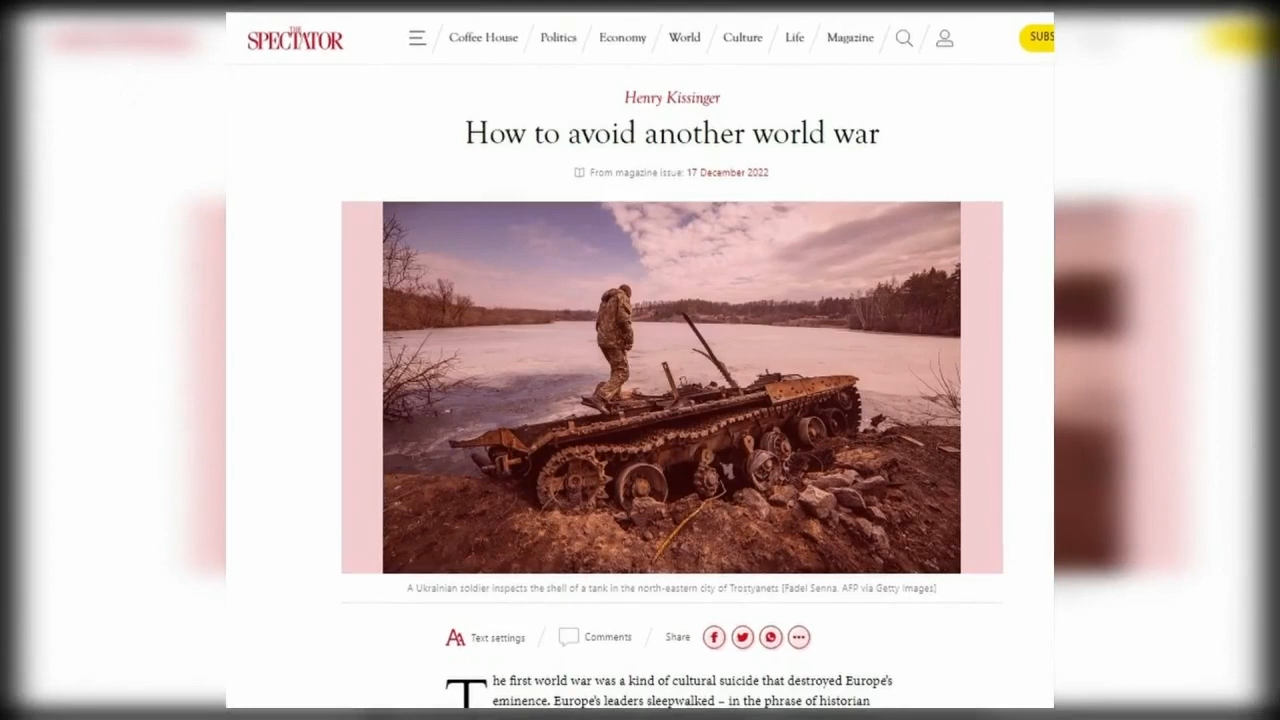 THE
SPECTATOR
Coffee House
Politics
Economy
World
Culture
Life
Magazine
SUBS
Henry Kissinger
How to avoid another world war
From magazine issue: 17 December 2022
A Ukrainian soldier inspects the shell of a tank in the north-eastern city of Trostyanets [Fadel Senna. AFP via Getty Images]
AA Text settings
Comments
Share
The first world war was a kind of cultural suicide that destroyed Europe's
eminence. Europe's leaders sleepwalked – in the phrase of historian